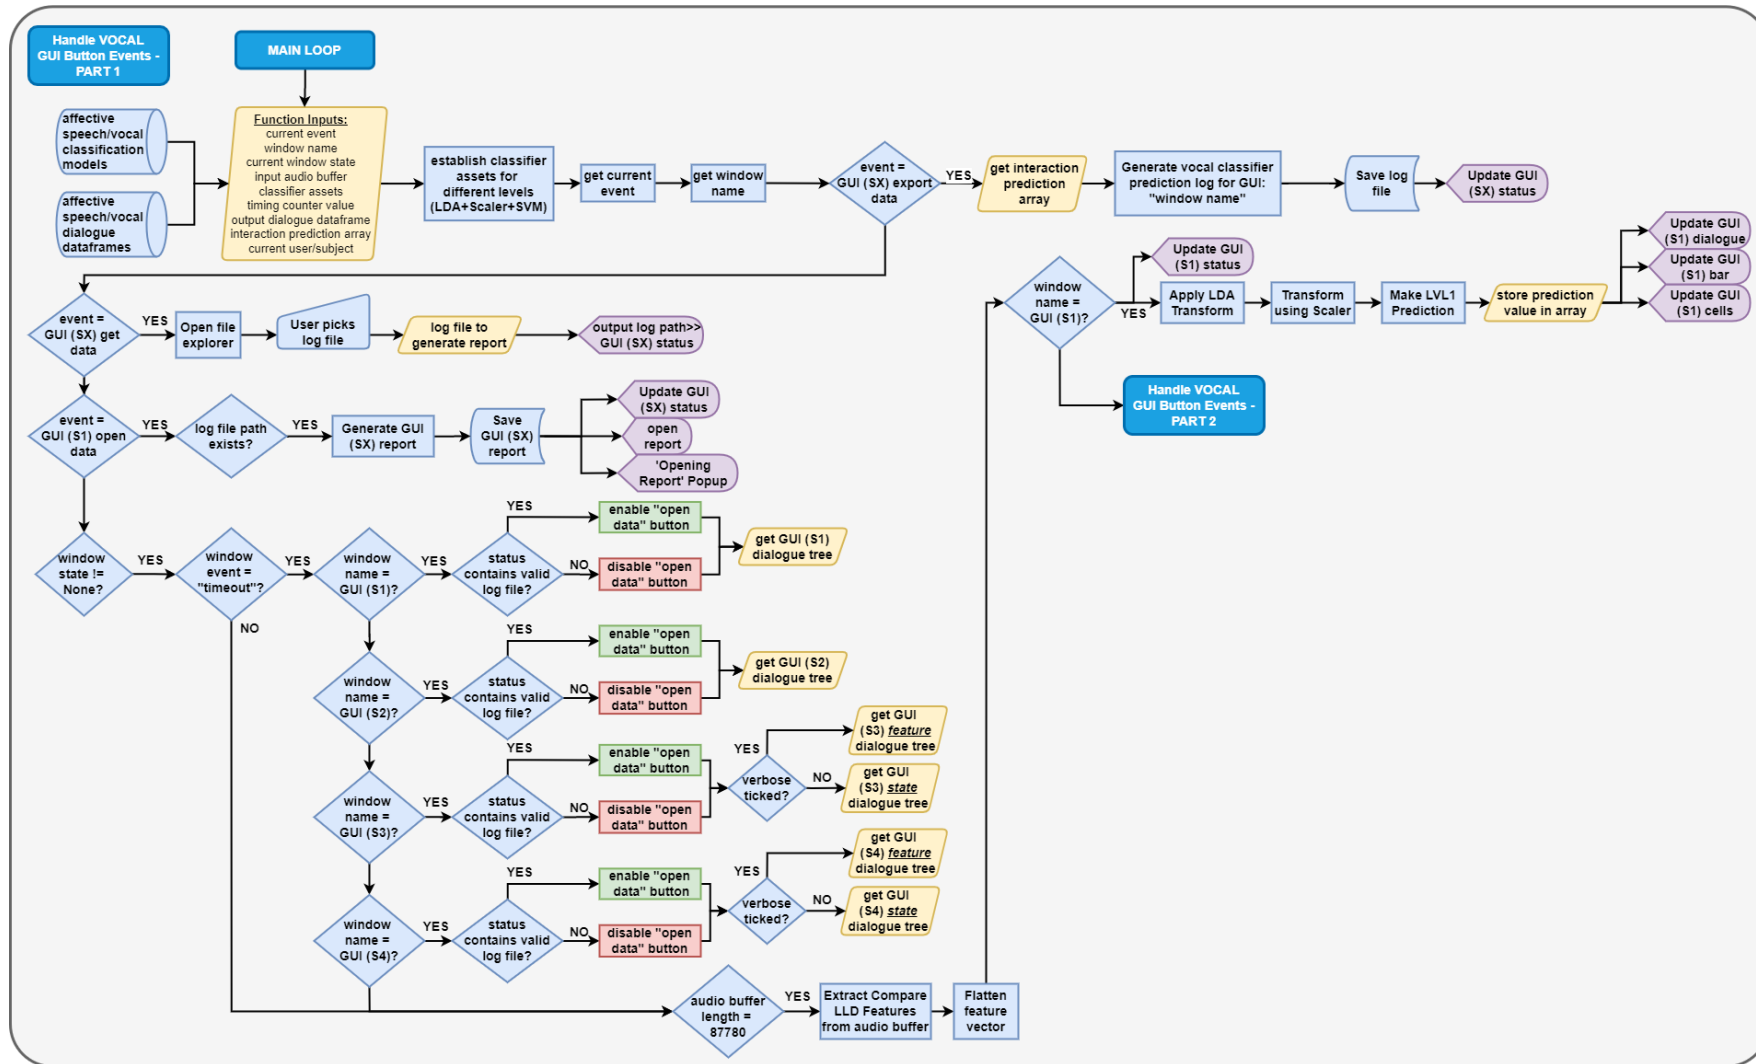 Handle VOCAL
GUI Button Events -
PART 1
MAIN LOOP
affective
speech/vocal
classification
models
affective
speech/vocal
dialogue
dataframes
Function Inputs:
current event
window name
current window state
input audio buffer
classifier assets
timing counter value
output dialogue dataframe
interaction prediction array
current user/subject
establish classifier
assets for
different levels
(LDA+Scaler+SVM)
get current
event
get window
name
event =
GUI (SX) export
data
YES
get interaction
prediction
array
Generate vocal classifier
prediction log for GUI:
"window name"
Save log
file
Update GUI
(SX) status
event =
GUI (SX) get
data
YES
Open file
explorer
User picks
log file
log file to
generate report
output log path>>
GUI (SX) status
event =
GUI (S1) open
data
YES
log file path
exists?
YES
Generate GUI
(SX) report
Save
GUI (SX)
report
Update GUI
(SX) status
open
report
'Opening
Report' Popup
window
state !=
None?
YES
window
event =
"timeout"?
YES
NO
window
name =
GUI (S1)?
YES
status
contains valid
log file?
YES
enable "open
data" button
NO
disable "open
data" button
get GUI (S1)
dialogue tree
window
name =
GUI (S2)?
YES
status
contains valid
log file?
YES
enable "open
data" button
NO
disable "open
data" button
get GUI (S2)
dialogue tree
window
name =
GUI (S3)?
YES
status
contains valid
log file?
YES
enable "open
data" button
NO
disable "open
data" button
verbose
ticked?
YES
get GUI
(S3) feature
dialogue tree
NO
get GUI
(S3) state
dialogue tree
window
name =
GUI (S4)?
YES
status
contains valid
log file?
YES
enable "open
data" button
NO
disable "open
data" button
verbose
ticked?
YES
get GUI
(S4) feature
dialogue tree
NO
get GUI
(S4) state
dialogue tree
audio buffer
length =
87780
YES
Extract Compare
LLD Features
from audio buffer
Flatten
feature
vector
window
name =
GUI (S1)?
YES
Update GUI
(S1) status
Apply LDA
Transform
Transform
using Scaler
Make LVL1
Prediction
store prediction
value in array
Update GUI
(S1) dialogue
Update GUI
(S1) bar
Update GUI
(S1) cells
Handle VOCAL
GUI Button Events -
PART 2